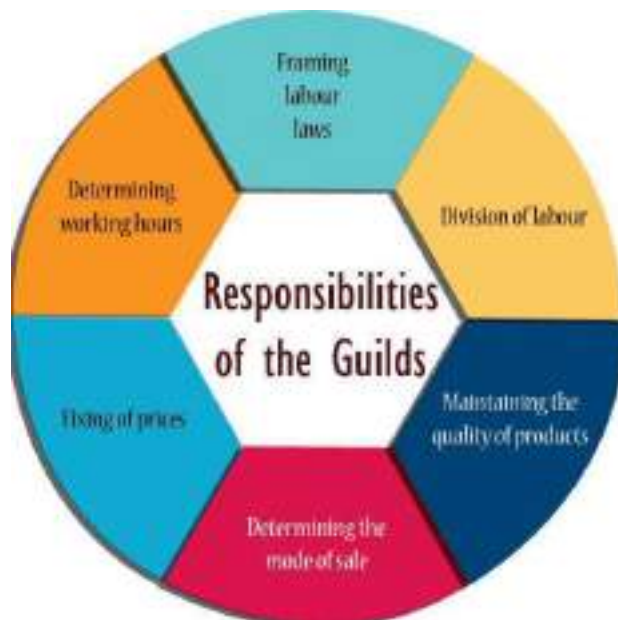 Framing
labour
laws
Determining
working hours
Division of labour
Responsibilities
of the Guilds
Fixing of prices
Maintaining the
quality of products
Determining the
mode of sale